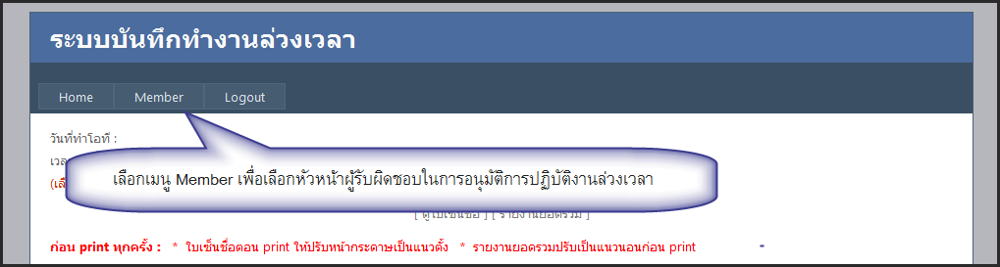 ระบบบันทึกทำงานล่วงเวลา
Home Member Logout
วันที่ทำโอที :
เลือกเมนู Member เพื่อเลือกหัวหน้าผู้รับผิดชอบในการอนุมัติการปฏิบัติงานล่วงเวลา
[ ดูใบเซ็นชื่อ ] [ รายงานยอดรวม ]
ก่อน print ทุกครั้ง : * ใบเซ็นชื่อตอน print ให้ปรับหน้ากระดาษเป็นแนวตั้ง * รายงานยอดรวมปรับเป็นแนวนอนก่อน print -